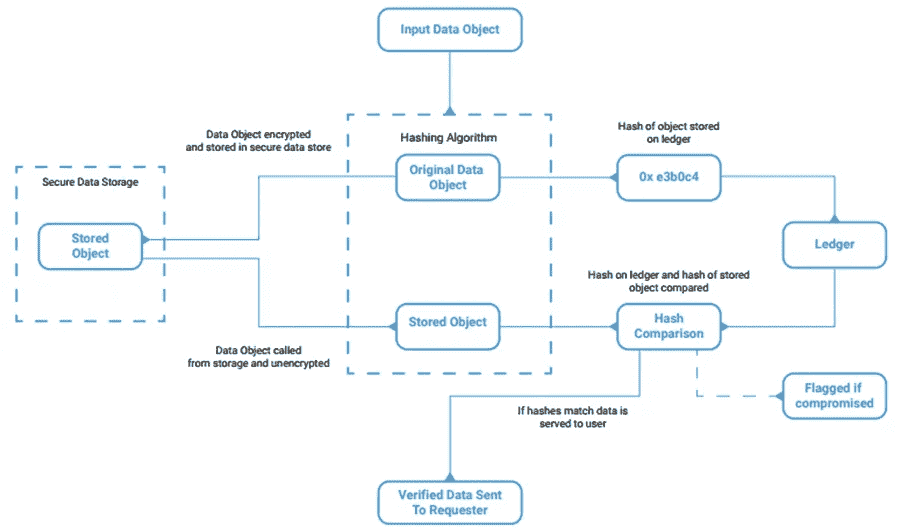 Input Data Object
Data Object encrypted
and stored in secure data store
Hashing Algorithm
Hash of object stored
on ledger
Original Data
Object
0x e3b0c4
Secure Data Storage
Stored
Object
Ledger
Hash on ledger and hash of stored
object compared
Stored Object
Hash
Comparison
Data Object called
from storage and unencrypted
Flagged if
compromised
If hashes match data is
served to user
Verified Data Sent
To Requester